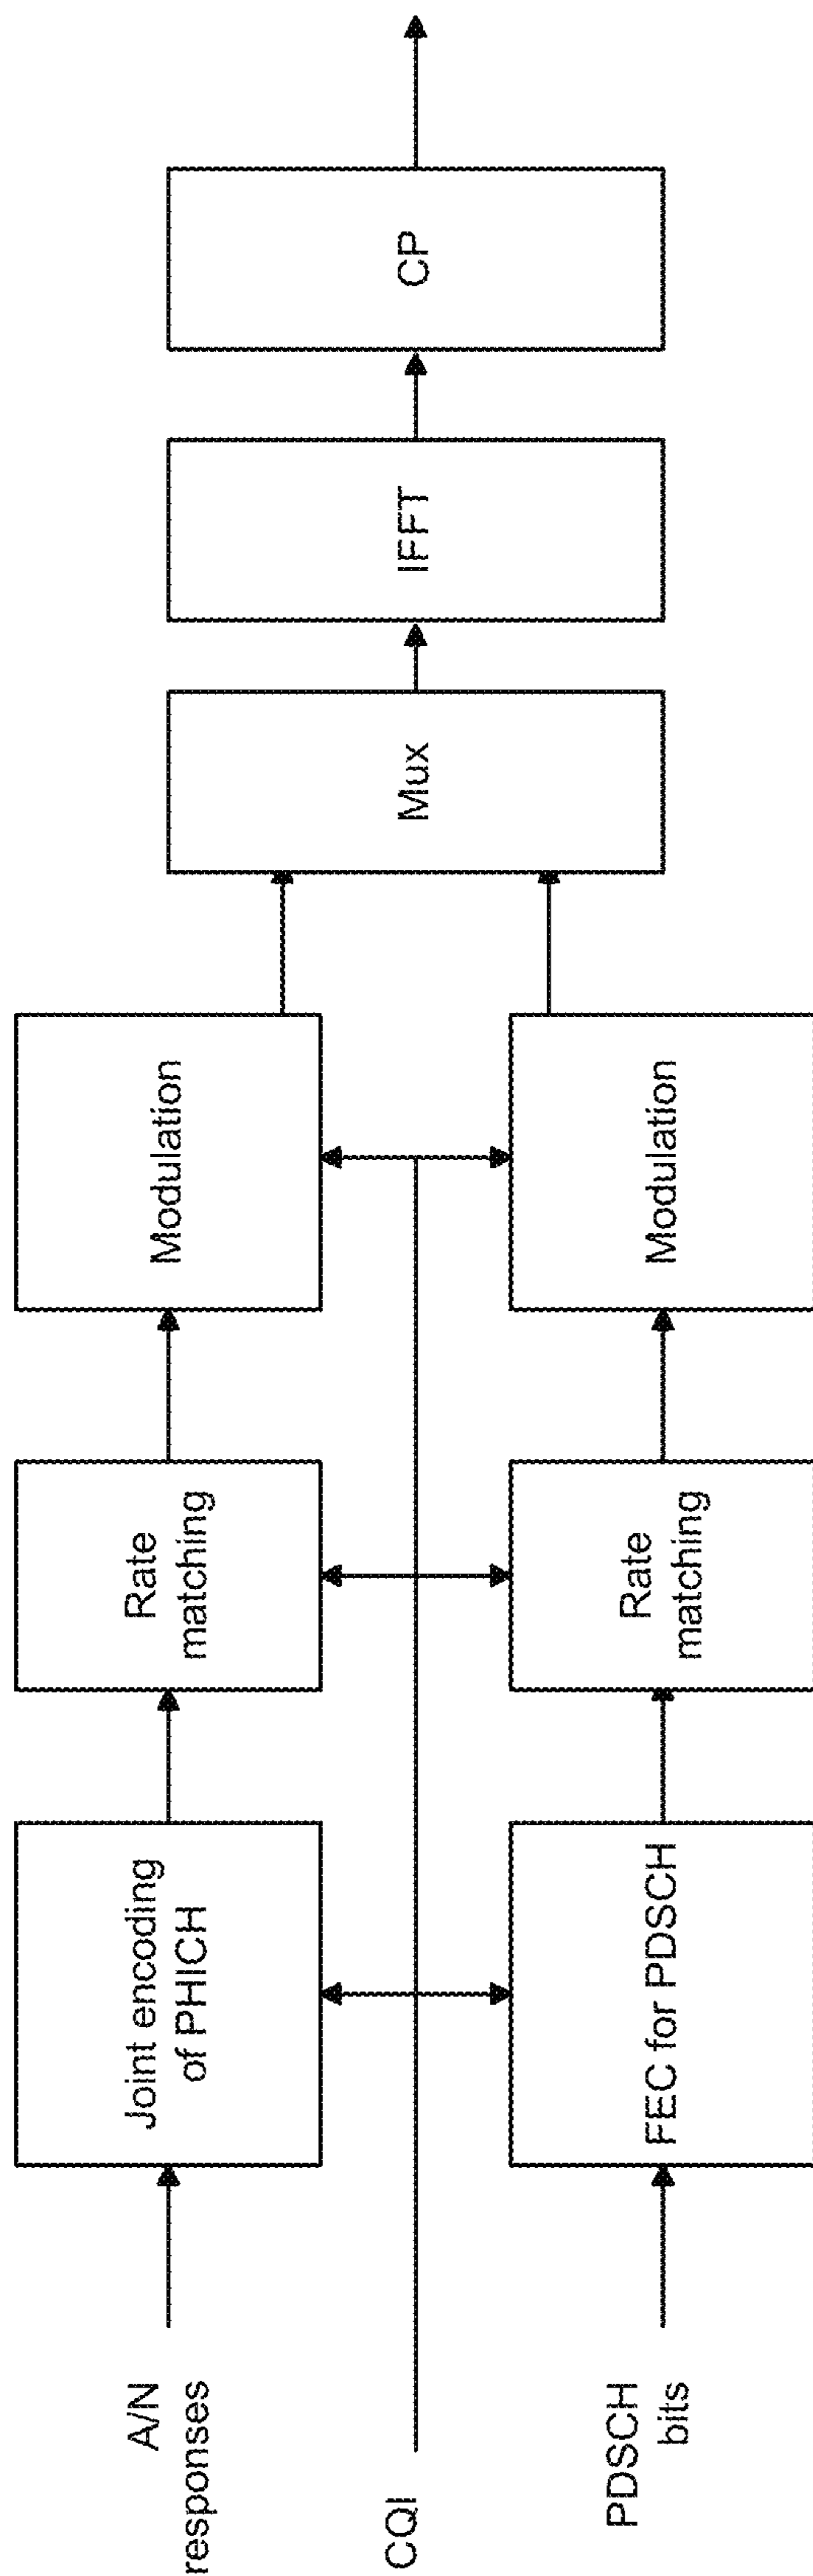 A/N
responses
Joint encoding
of PHICH
Rate
matching
Modulation
CQI
PDSCH
bits
FEC for PDSCH
Rate
matching
Modulation
Mux
IFFT
CP